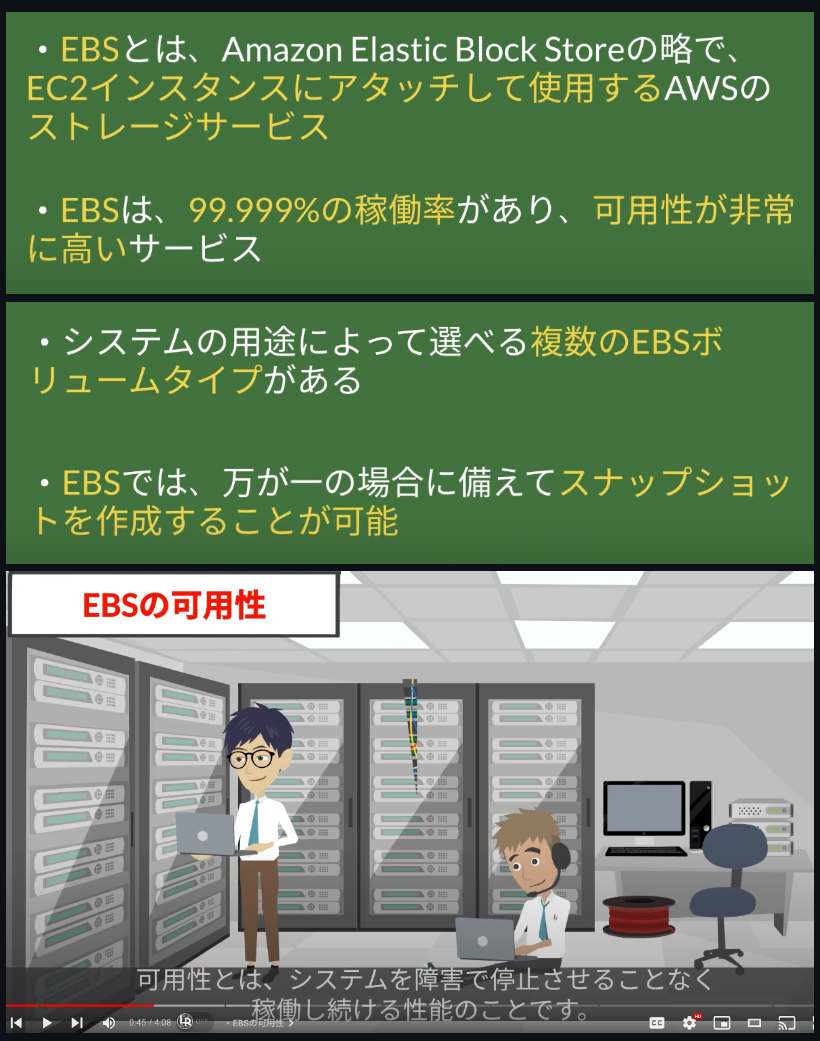 ・EBSとは、Amazon Elastic Block Storeの略で、
EC2インスタンスにアタッチして使用するAWSの
ストレージサービス
・EBSは、99.999%の稼働率があり、可用性が非常
に高いサービス
・システムの用途によって選べる複数のEBSボ
リュームタイプがある
・EBSでは、万が一の場合に備えてスナップショッ
トを作成することが可能
EBSの可用性
可用性とは、システムを障害で停止させることなく
稼働し続ける性能のことです。
0:45 / 4:08 LR OFF ・EBSの可用性 CC HD